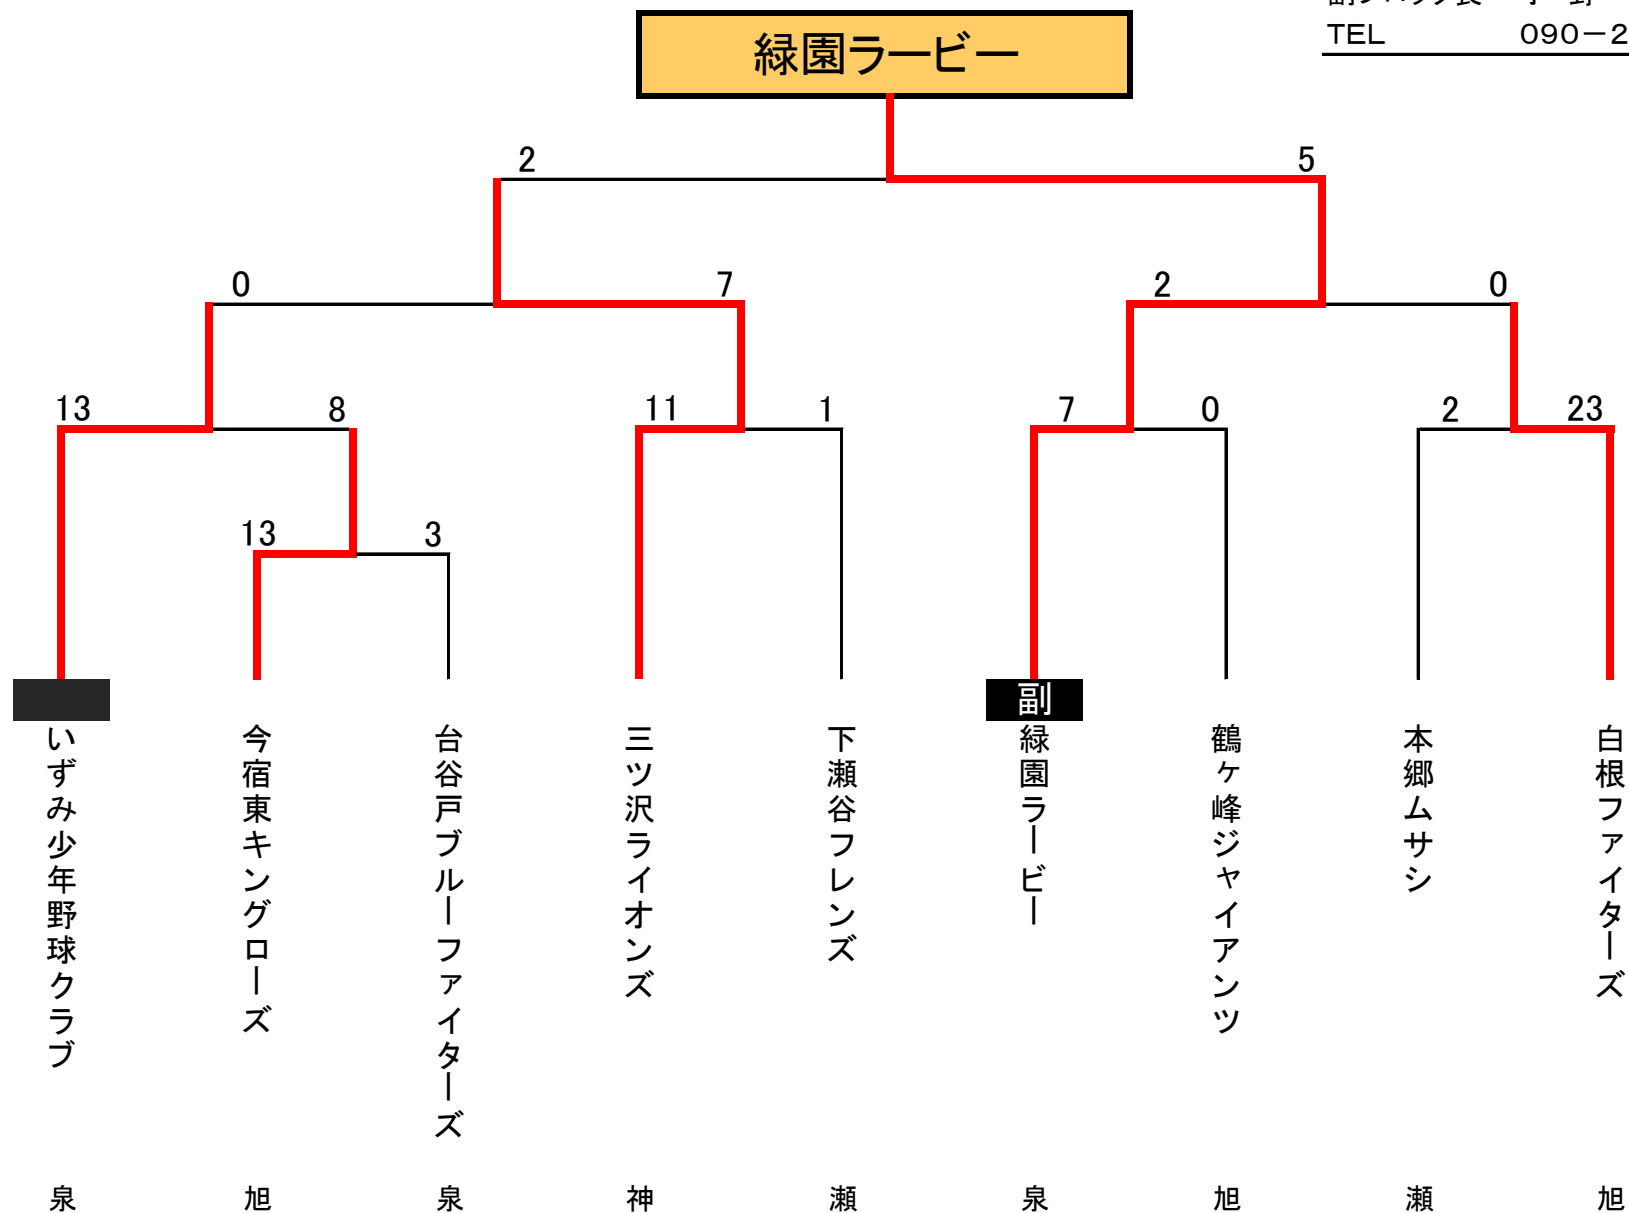 TEL 090−2
緑園ラービー
2 5
0 7 2 0
13 8 11 1 7 0 2 23
13 3
副
いずみ少年野球クラブ
今宿東キングローズ
台谷戸ブルーファイターズ
三ツ沢ライオンズ
下瀬谷フレンズ
緑園ラービー
鶴ヶ峰ジャイアンツ
本郷ムサシ
白根ファイターズ
泉 旭 泉 神 瀬 泉 旭 瀬 旭